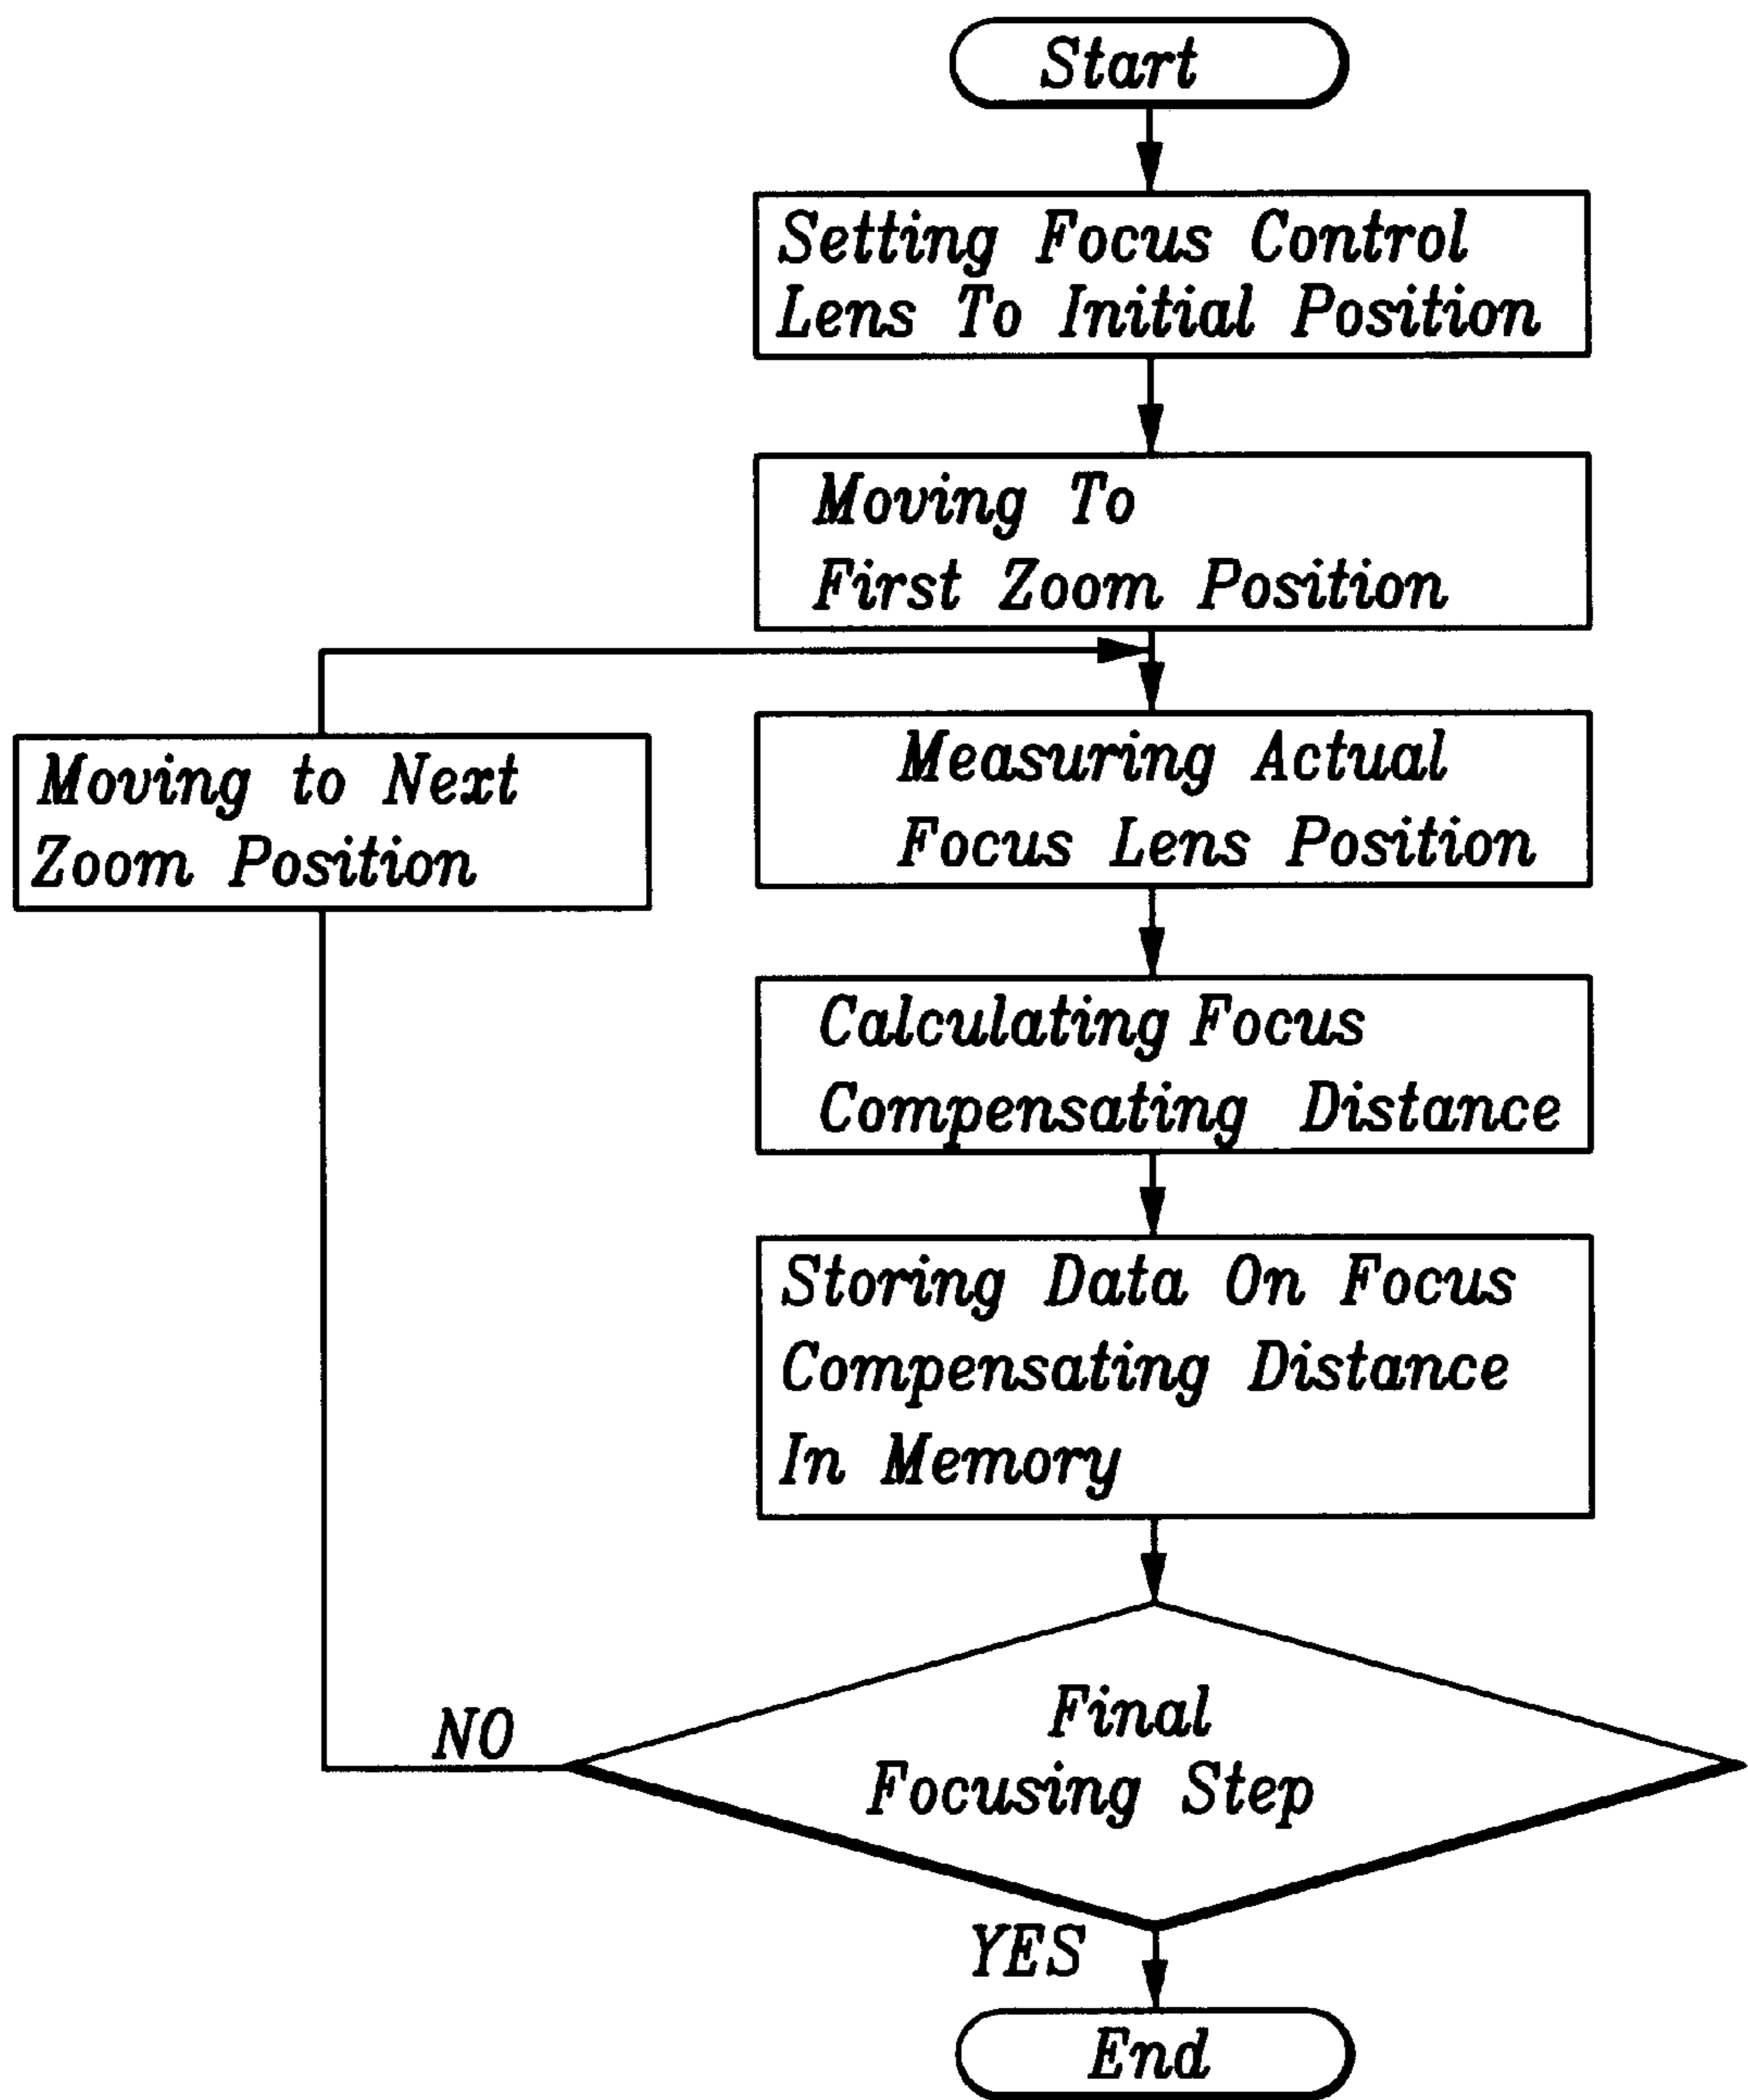 Start
Setting Focus Control
Lens To Initial Position
Moving To
First Zoom Position
Moving to Next
Zoom Position
Measuring Actual
Focus Lens Position
Calculating Focus
Compensating Distance
Storing Data On Focus
Compensating Distance
In Memory
Final
Focusing Step
NO
YES
End